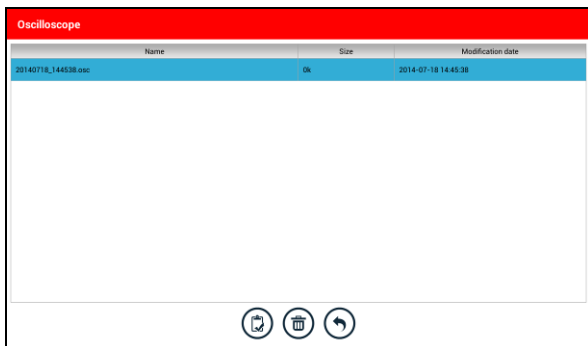 Oscilloscope
Name Size Modification date
20140718_144538.osc 0k 2014-07-18 14:45:38